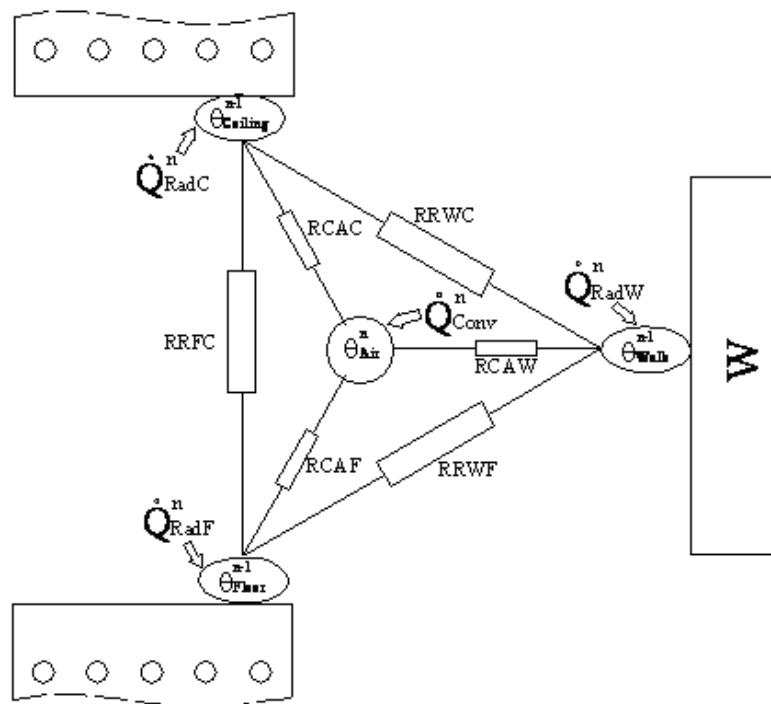 θ n-1 Ceiling
Q̇ n RadC
RCAC
RRWC
Q̇ n RadW
Q̇ n Conv
RRFC
θ n Air
RCAW
θ n-1 Walls
W
RCAF
RRWF
Q̇ n RadF
θ n-1 Floor